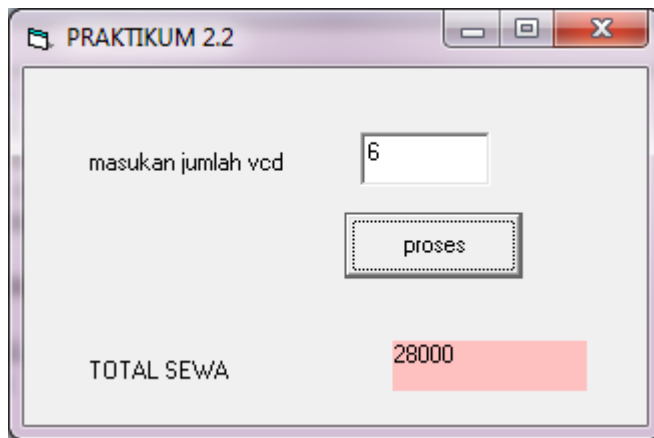 PRAKTIKUM 2.2
masukan jumlah vcd 6
proses
TOTAL SEWA 28000